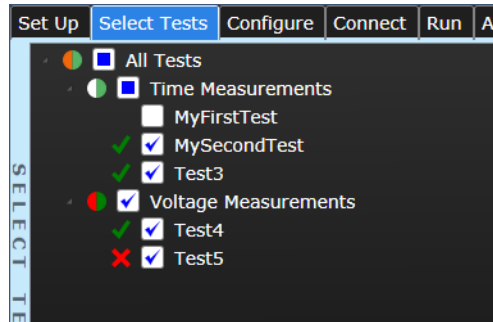 Set Up Select Tests Configure Connect Run A
All Tests
Time Measurements
MyFirstTest
MySecondTest
Test3
Voltage Measurements
Test4
Test5
SELECT TE